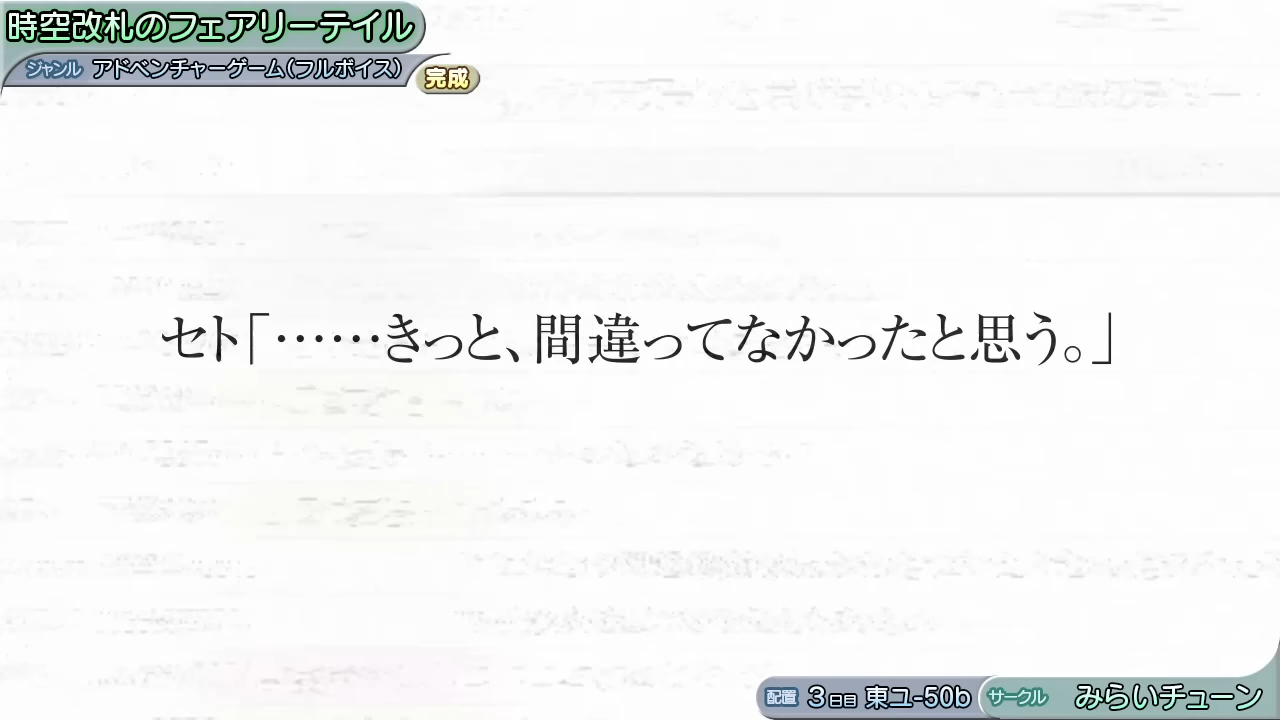 時空改札のフェアリーテイル
ジャンル アドベンチャーゲーム(フルボイス) 完成
セト「……きっと、間違ってなかったと思う。」
配置 3日目 東ユ-50b サークル みらいチューン